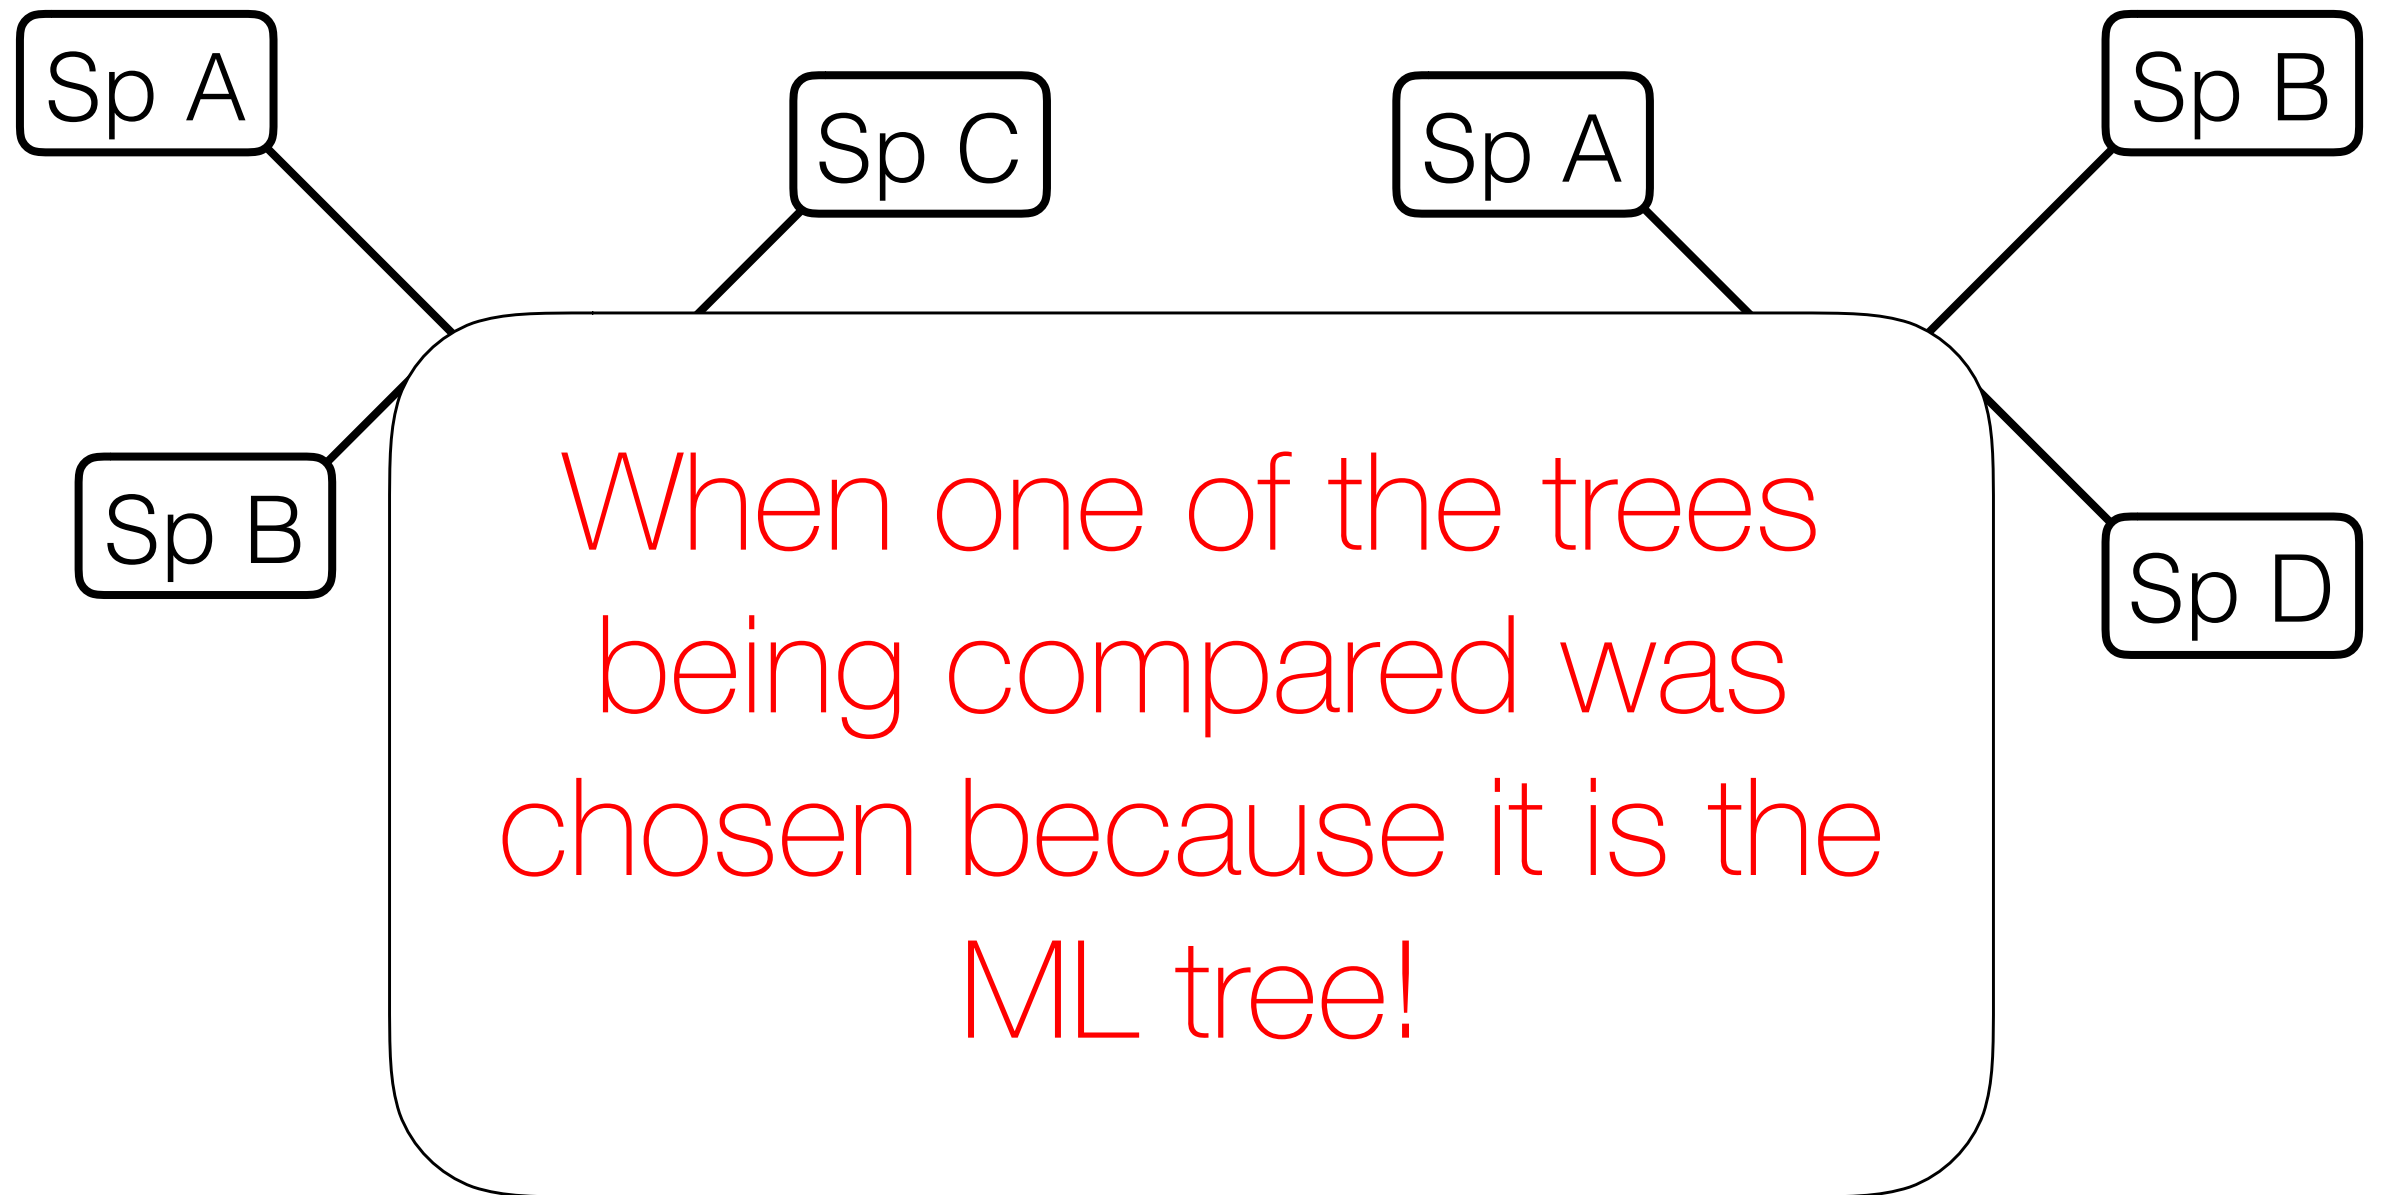 Sp A
Sp C
Sp A
Sp B
Sp B
Sp D
When one of the trees
being compared was
chosen because it is the
ML tree!